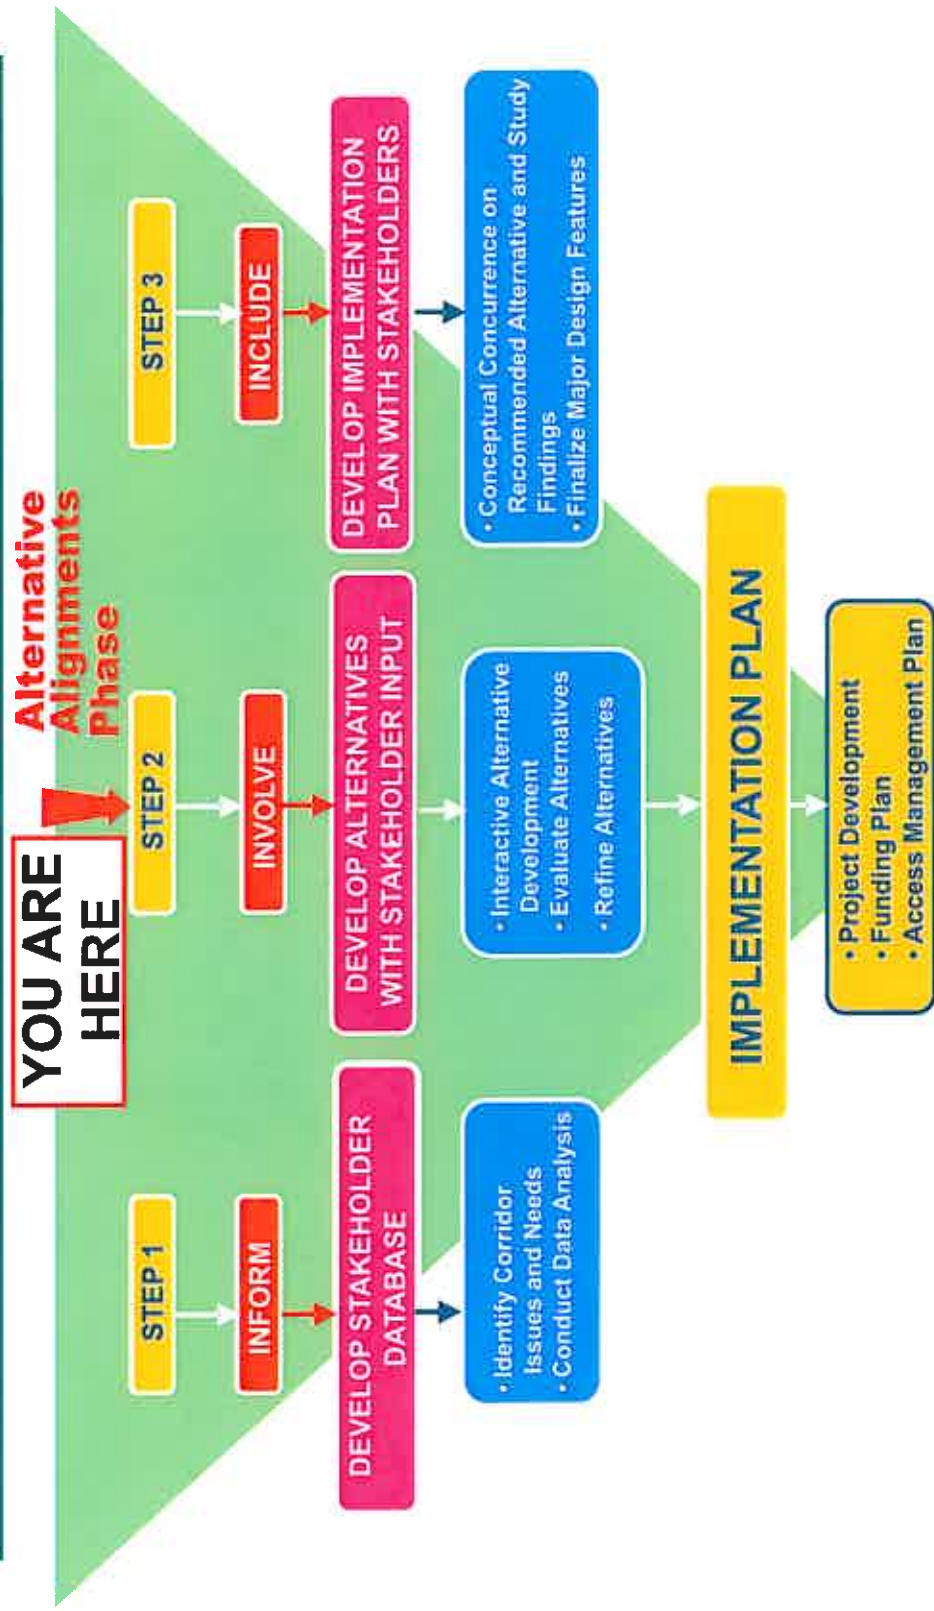 Alternative
Alignments
Phase
YOU ARE
HERE
STEP 1
INFORM
DEVELOP STAKEHOLDER
DATABASE
• Identify Corridor
Issues and Needs
• Conduct Data Analysis
STEP 2
INVOLVE
DEVELOP ALTERNATIVES
WITH STAKEHOLDER INPUT
• Interactive Alternative
Development
• Evaluate Alternatives
• Refine Alternatives
STEP 3
INCLUDE
DEVELOP IMPLEMENTATION
PLAN WITH STAKEHOLDERS
• Conceptual Concurrence on
Recommended Alternative and Study
Findings
• Finalize Major Design Features
IMPLEMENTATION PLAN
• Project Development
• Funding Plan
• Access Management Plan